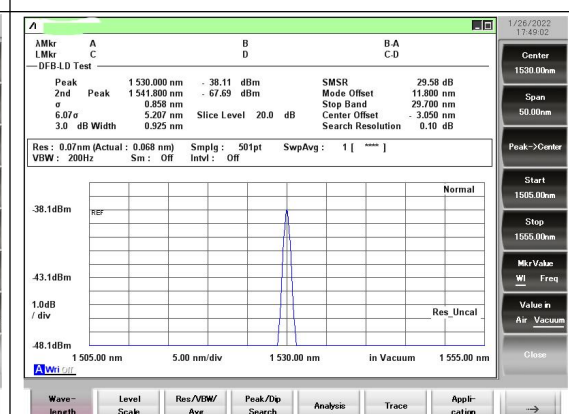 1/26/2022
17:49:02
λMkr A B B-A
LMkr C D C-D
DFB-LD Test
Peak 1 530.000 nm - 38.11 dBm SMSR 29.58 dB
2nd Peak 1 541.800 nm - 67.69 dBm Mode Offset 11.800 nm
σ 0.858 nm Stop Band 29.700 nm
6.07σ 5.207 nm Slice Level 20.0 dB Center Offset - 3.050 nm
3.0 dB Width 0.925 nm Search Resolution 0.10 dB
Res : 0.07nm (Actual : 0.068 nm) Smplg : 501pt SwpAvg : 1 [ **** ]
VBW : 200Hz Sm : Off Intvl : Off
Normal
-38.1dBm
REF
-43.1dBm
1.0dB
/ div
Res_Uncal
-48.1dBm
1 505.00 nm 5.00 nm/div 1 530.00 nm in Vacuum 1 555.00 nm
A Wri Off
Center
1530.00nm
Span
50.00nm
Peak->Center
Start
1505.00nm
Stop
1555.00nm
MkrValue
Wl Freq
Value in
Air Vacuum
Close
Wave-
length
Level
Scale
Res/VBW/
Avg
Peak/Dip
Search
Analysis
Trace
Appli-
cation